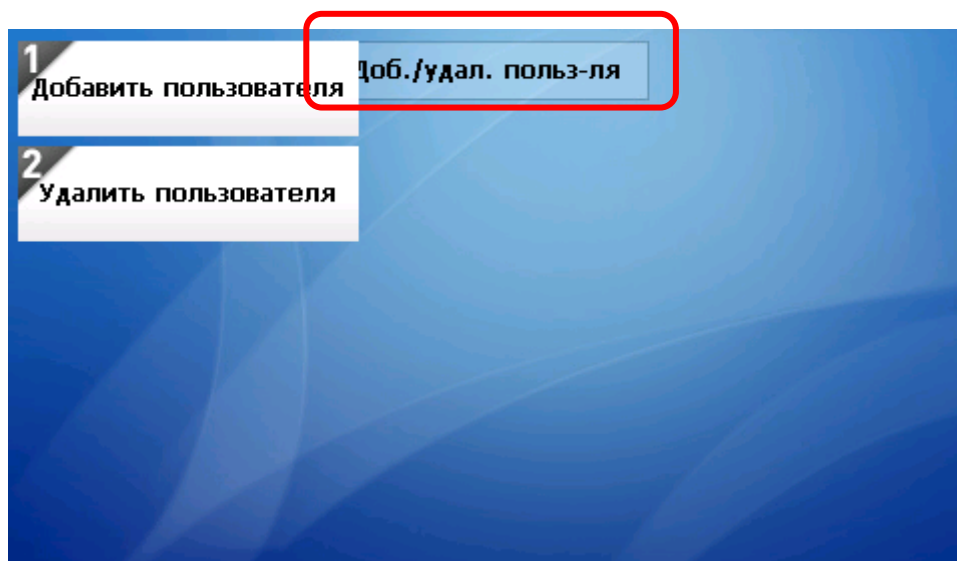 1
Добавить пользователя
Доб./удал. польз-ля
2
Удалить пользователя